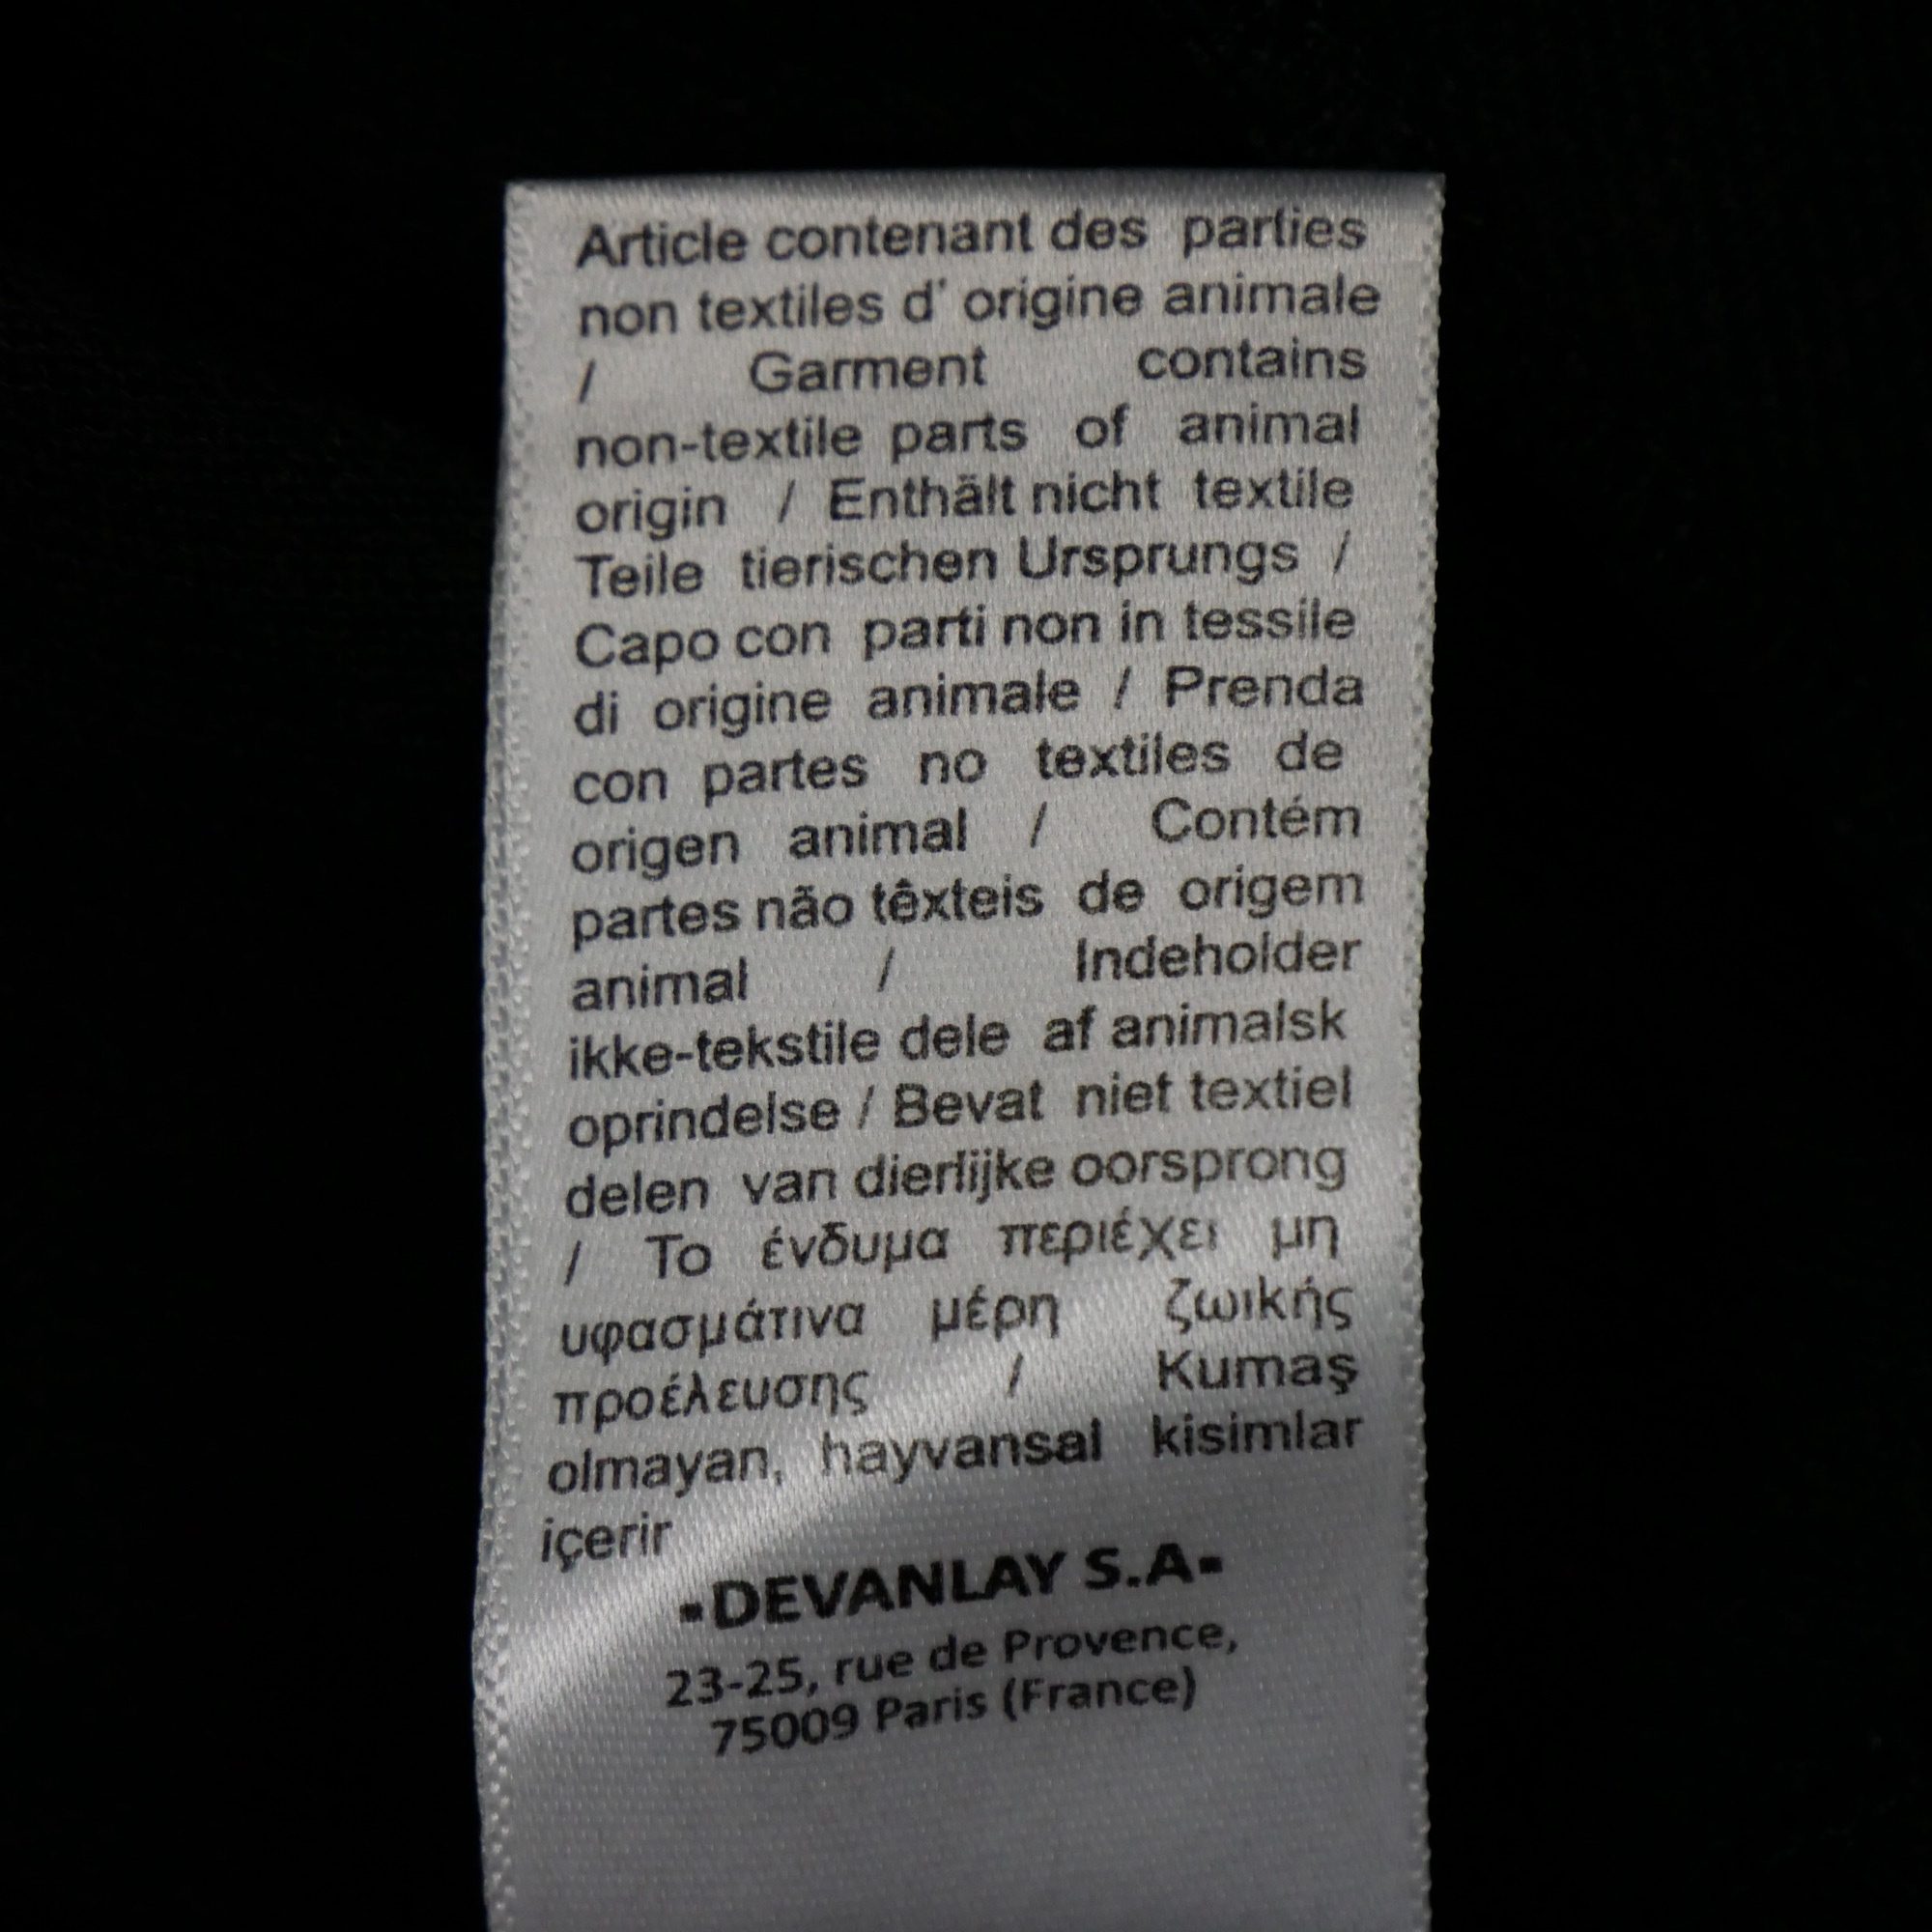 Article contenant des parties
non textiles d' origine animale
/ Garment contains
non-textile parts of animal
origin / Enthält nicht textile
Teile tierischen Ursprungs /
Capo con parti non in tessile
di origine animale / Prenda
con partes no textiles de
origen animal / Contém
partes não têxteis de origem
animal / Indeholder
ikke-tekstile dele af animalsk
oprindelse / Bevat niet textiel
delen van dierlijke oorsprong
/ Το ένδυμα περιέχει μη
υφασμάτινα μέρη ζωικής
προέλευσης / Kumaş
olmayan, hayvansal kisimlar
içerir
▪DEVANLAY S.A▪
23-25, rue de Provence,
75009 Paris (France)